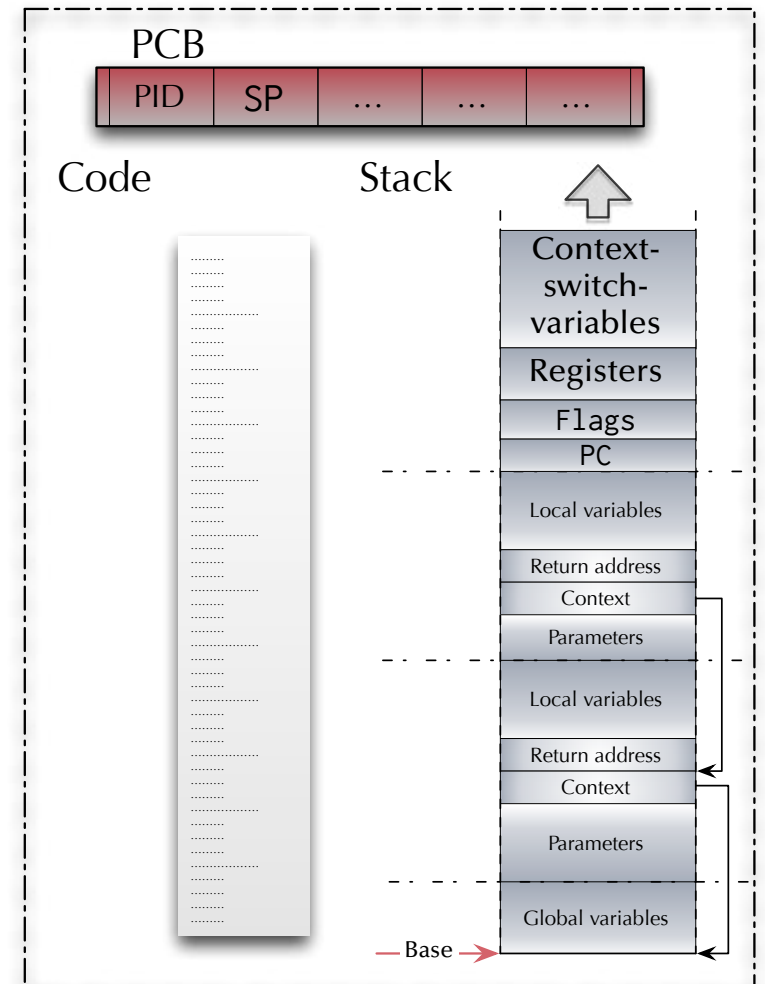 PCB
PID SP ... ... ...
Code Stack
Context-
switch-
variables
Registers
Flags
PC
Local variables
Return address
Context
Parameters
Local variables
Return address
Context
Parameters
Global variables
Base